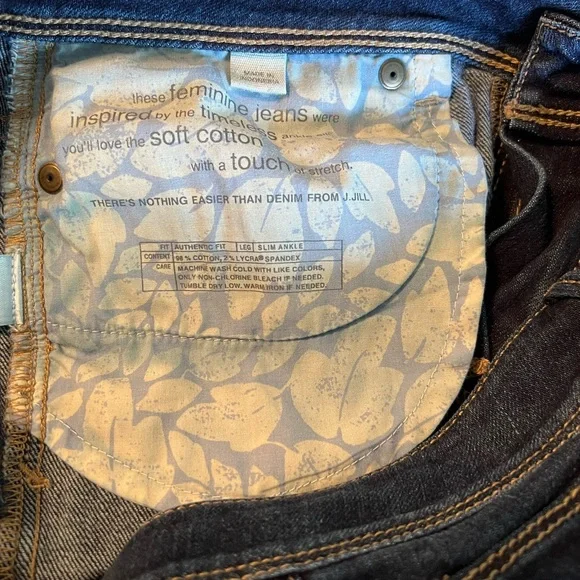 MADE IN
INDONESIA
these feminine jeans were
inspired by the timeless ankle
you'll love the soft cotton
with a touch of stretch.
THERE'S NOTHING EASIER THAN DENIM FROM J.JILL
FIT AUTHENTIC FIT LEG SLIM ANKLE
CONTENT 98% COTTON, 2% LYCRA® SPANDEX
CARE MACHINE WASH COLD WITH LIKE COLORS,
ONLY NON-CHLORINE BLEACH IF NEEDED.
TUMBLE DRY LOW, WARM IRON IF NEEDED.